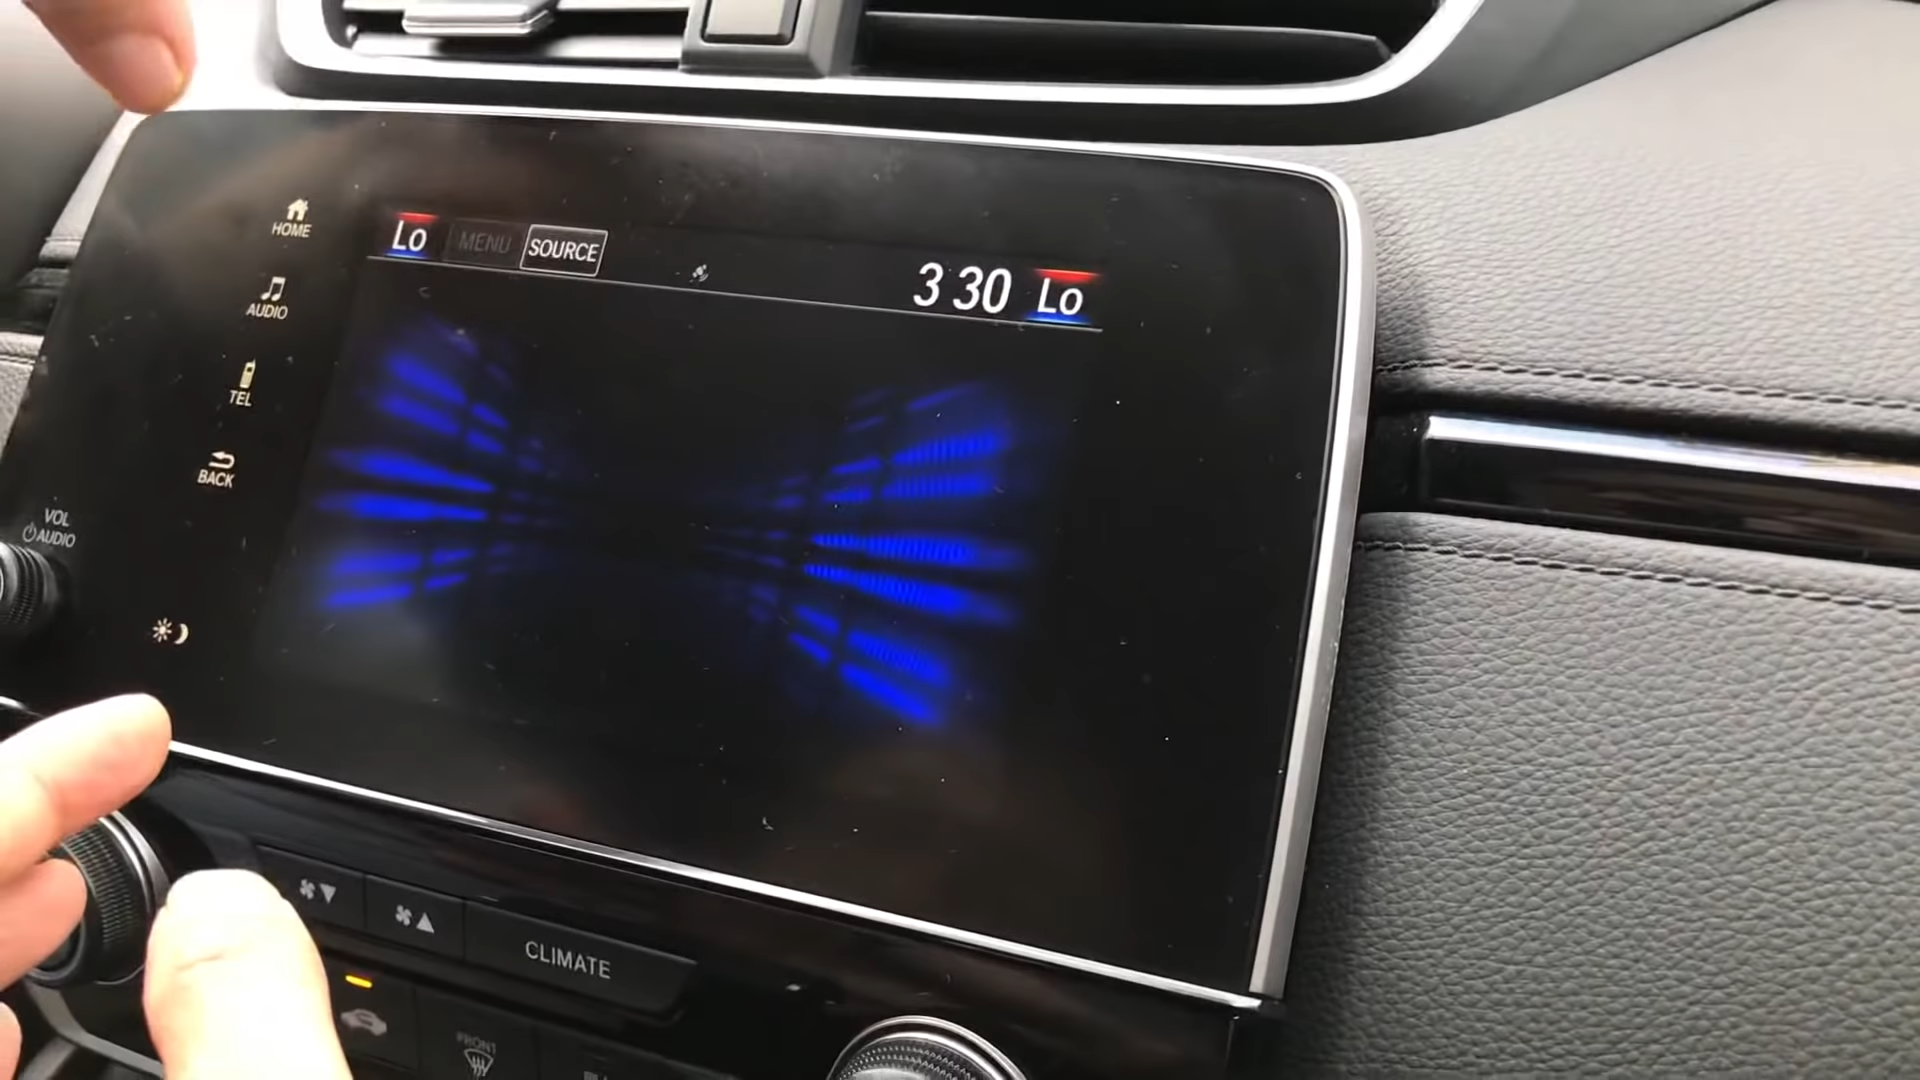 HOME
Lo MENU SOURCE
3 30 Lo
AUDIO
TEL
BACK
VOL
AUDIO
CLIMATE
FRONT